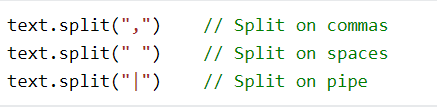 text.split(",")    // Split on commas
text.split(" ")    // Split on spaces
text.split("|")    // Split on pipe